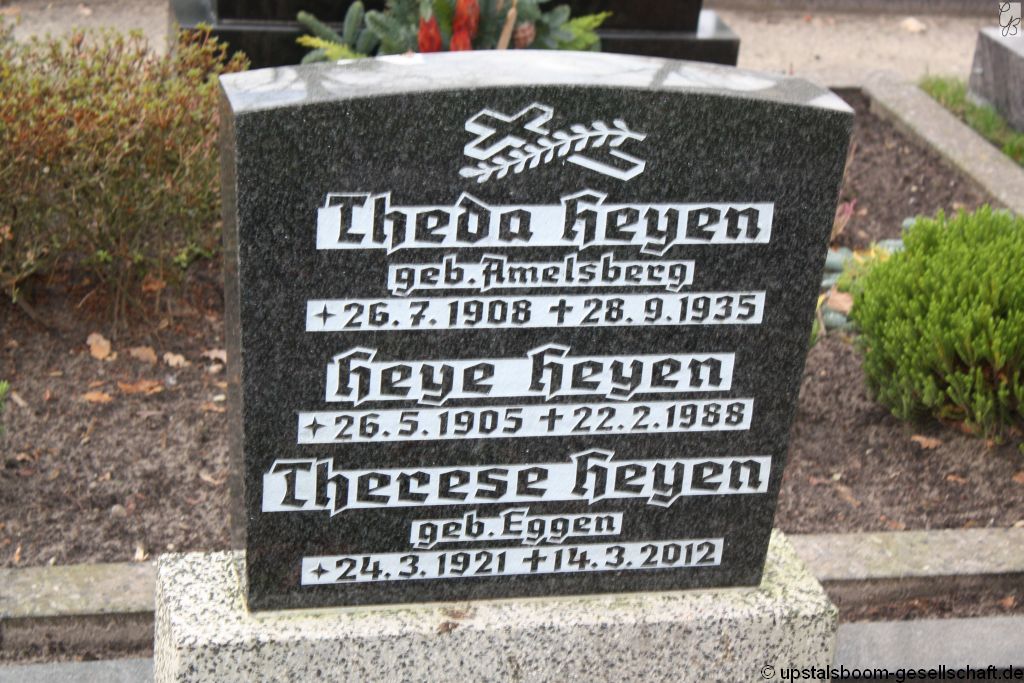 Theda Heyen
geb. Amelsberg
✦26.7.1908 ✝28.9.1935
Heye Heyen
✦26.5.1905 ✝22.2.1988
Therese Heyen
geb. Eggen
✦24.3.1921 ✝14.3.2012
© upstalsboom-gesellschaft.de